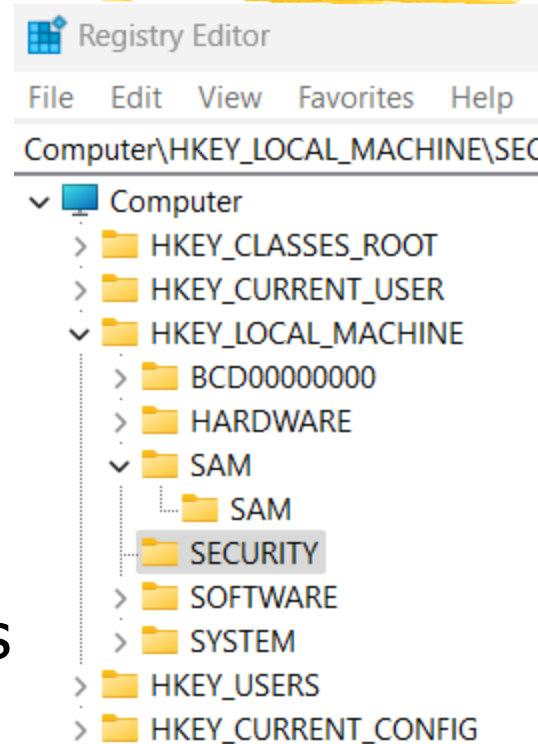 Registry Editor
File Edit View Favorites Help
Computer\HKEY_LOCAL_MACHINE\SEC
Computer
HKEY_CLASSES_ROOT
HKEY_CURRENT_USER
HKEY_LOCAL_MACHINE
BCD00000000
HARDWARE
SAM
SAM
SECURITY
SOFTWARE
s SYSTEM
HKEY_USERS
HKEY_CURRENT_CONFIG